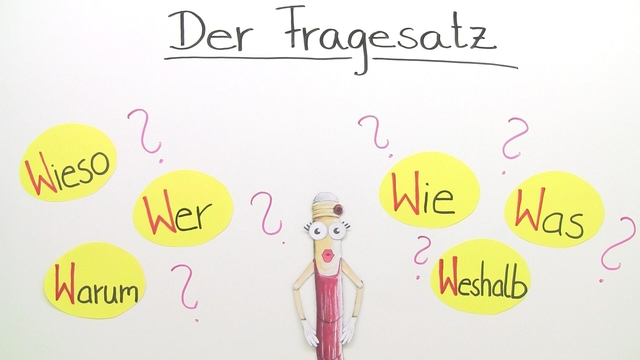 Der Fragesatz
?
?
?
Wieso
Wie
Wer
?
Was
?
?
Warum
?
Weshalb